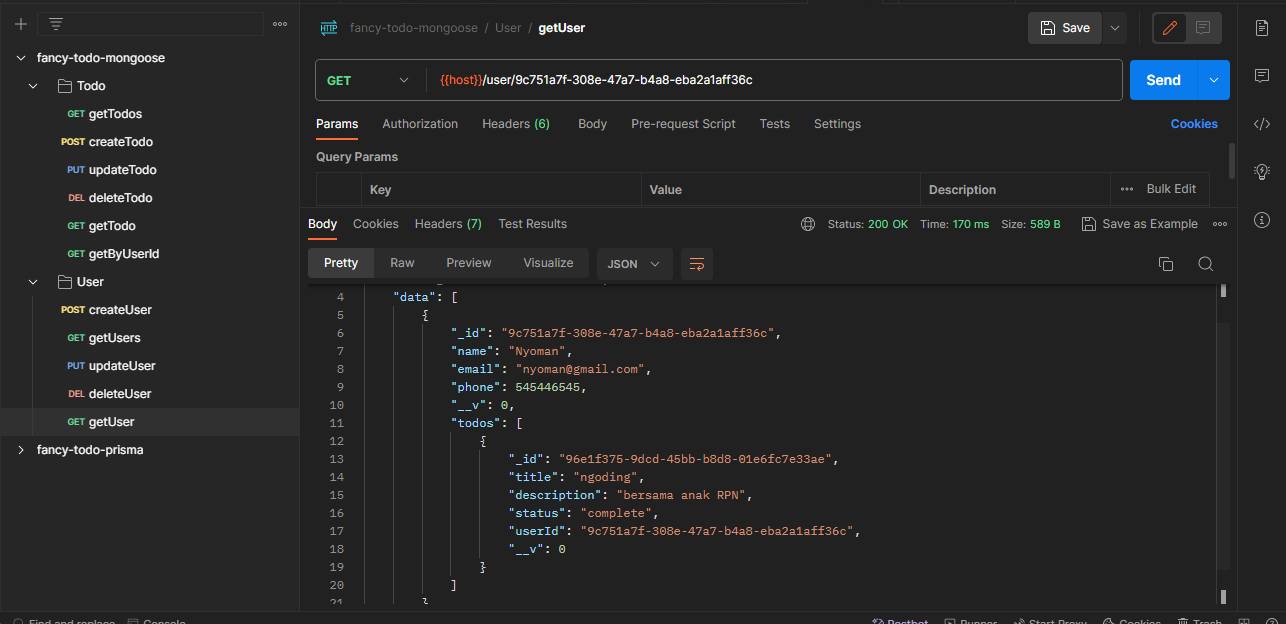 fancy-todo-mongoose
Todo
GET getTodos
POST createTodo
PUT updateTodo
DEL deleteTodo
GET getTodo
GET getByUserId
User
POST createUser
GET getUsers
PUT updateUser
DEL deleteUser
GET getUser
fancy-todo-prisma
HTTP fancy-todo-mongoose / User / getUser
Save
GET {{host}}/user/9c751a7f-308e-47a7-b4a8-eba2a1aff36c
Send
Params Authorization Headers (6) Body Pre-request Script Tests Settings Cookies
Query Params
Key Value Description Bulk Edit
Body Cookies Headers (7) Test Results Status: 200 OK Time: 170 ms Size: 589 B Save as Example
Pretty Raw Preview Visualize JSON
4 "data": [
5 {
6 "_id": "9c751a7f-308e-47a7-b4a8-eba2a1aff36c",
7 "name": "Nyoman",
8 "email": "nyoman@gmail.com",
9 "phone": 545446545,
10 "__v": 0,
11 "todos": [
12 {
13 "_id": "96e1f375-9dcd-45bb-b8d8-01e6fc7e33ae",
14 "title": "ngoding",
15 "description": "bersama anak RPN",
16 "status": "complete",
17 "userId": "9c751a7f-308e-47a7-b4a8-eba2a1aff36c",
18 "__v": 0
19 }
20 ]
21 }
Find and replace Console Postbot Runner Start Proxy Cookies Trash